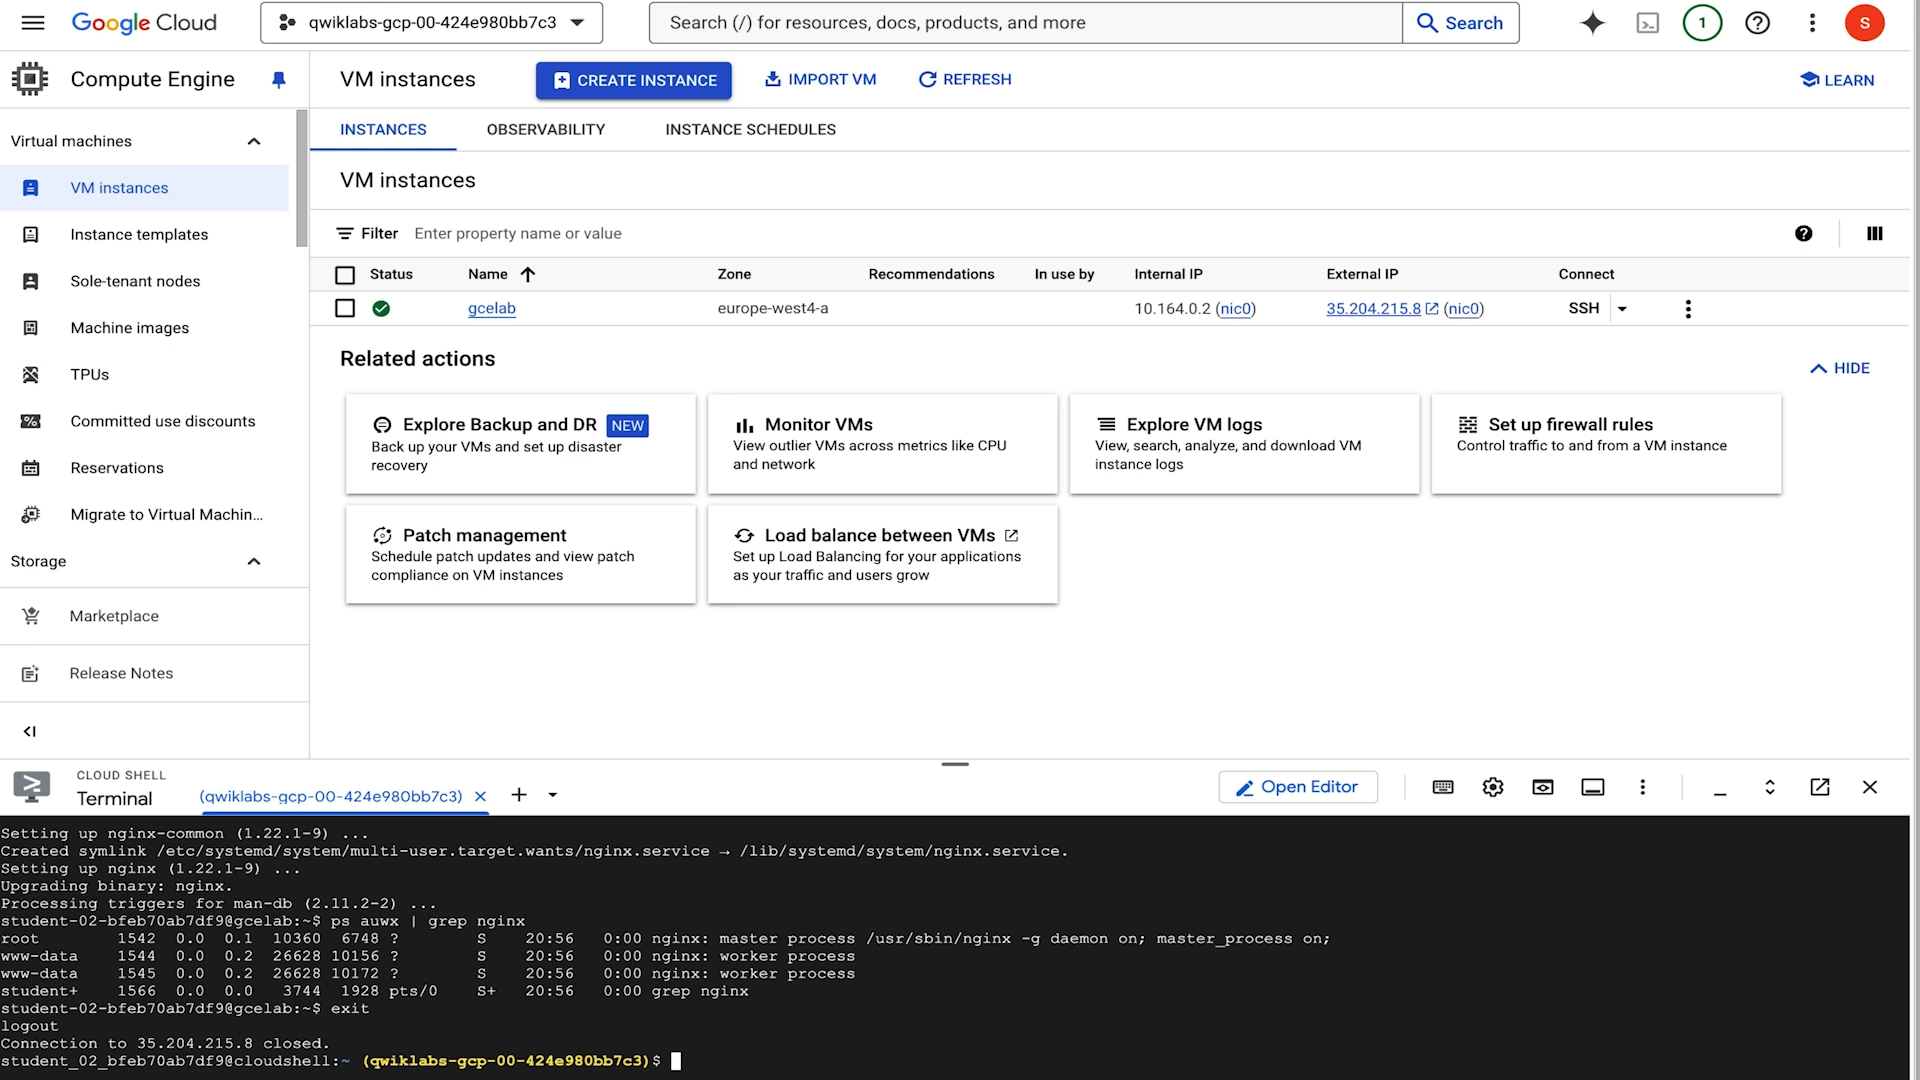 Google Cloud
qwiklabs-gcp-00-424e980bb7c3
Search (/) for resources, docs, products, and more
Search
1
S
Compute Engine
VM instances
CREATE INSTANCE
IMPORT VM
REFRESH
LEARN
Virtual machines
VM instances
Instance templates
Sole-tenant nodes
Machine images
TPUs
Committed use discounts
Reservations
Migrate to Virtual Machin...
Storage
Marketplace
Release Notes
INSTANCES OBSERVABILITY INSTANCE SCHEDULES
VM instances
Filter Enter property name or value
Status Name Zone Recommendations In use by Internal IP External IP Connect
gcelab europe-west4-a 10.164.0.2 (nic0) 35.204.215.8 (nic0) SSH
Related actions
HIDE
Explore Backup and DR NEW
Back up your VMs and set up disaster
recovery
Monitor VMs
View outlier VMs across metrics like CPU
and network
Explore VM logs
View, search, analyze, and download VM
instance logs
Set up firewall rules
Control traffic to and from a VM instance
Patch management
Schedule patch updates and view patch
compliance on VM instances
Load balance between VMs
Set up Load Balancing for your applications
as your traffic and users grow
CLOUD SHELL
Terminal
(qwiklabs-gcp-00-424e980bb7c3)
Open Editor
Setting up nginx-common (1.22.1-9) ...
Created symlink /etc/systemd/system/multi-user.target.wants/nginx.service → /lib/systemd/system/nginx.service.
Setting up nginx (1.22.1-9) ...
Upgrading binary: nginx.
Processing triggers for man-db (2.11.2-2) ...
student-02-bfeb70ab7df9@gcelab:~$ ps auwx | grep nginx
root 1542 0.0 0.1 10360 6748 ? S 20:56 0:00 nginx: master process /usr/sbin/nginx -g daemon on; master_process on;
www-data 1544 0.0 0.2 26628 10156 ? S 20:56 0:00 nginx: worker process
www-data 1545 0.0 0.2 26628 10172 ? S 20:56 0:00 nginx: worker process
student+ 1566 0.0 0.0 3744 1928 pts/0 S+ 20:56 0:00 grep nginx
student-02-bfeb70ab7df9@gcelab:~$ exit
logout
Connection to 35.204.215.8 closed.
student_02_bfeb70ab7df9@cloudshell:~ (qwiklabs-gcp-00-424e980bb7c3)$